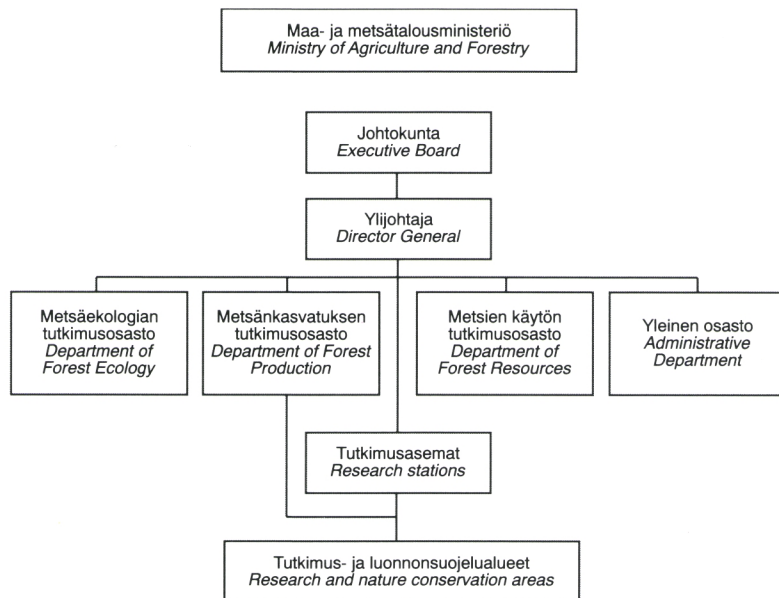 Maa- ja metsätalousministeriö
Ministry of Agriculture and Forestry
Johtokunta
Executive Board
Ylijohtaja
Director General
Metsäekologian
tutkimusosasto
Department of
Forest Ecology
Metsänkasvatuksen
tutkimusosasto
Department of Forest
Production
Metsien käytön
tutkimusosasto
Department of
Forest Resources
Yleinen osasto
Administrative
Department
Tutkimusasemat
Research stations
Tutkimus- ja luonnonsuojelualueet
Research and nature conservation areas